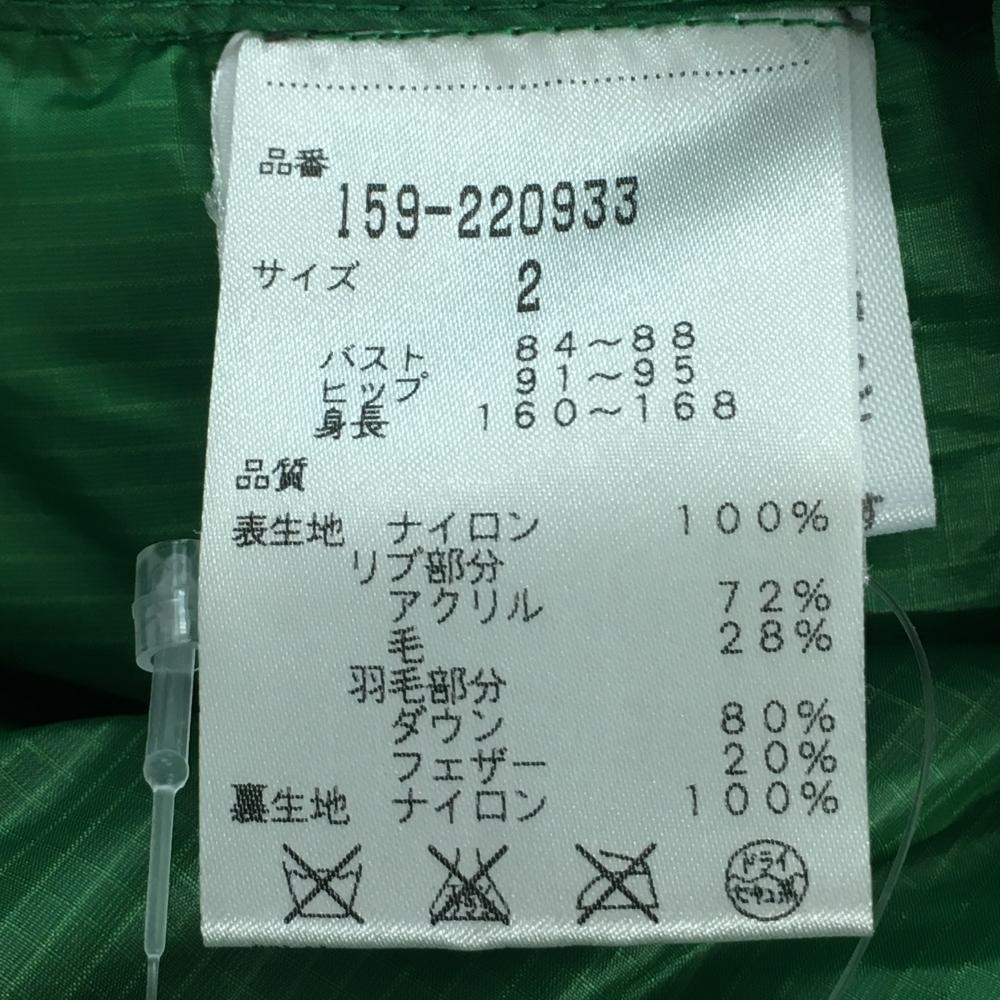 品番
159-220933
サイズ 2
バスト 84～88
ヒップ 91～95
身長 160～168
品質
表生地 ナイロン 100%
リブ部分
アクリル 72%
毛 28%
羽毛部分
ダウン 80%
フェザー 20%
裏生地 ナイロン 100%
ドライ
セキユ系